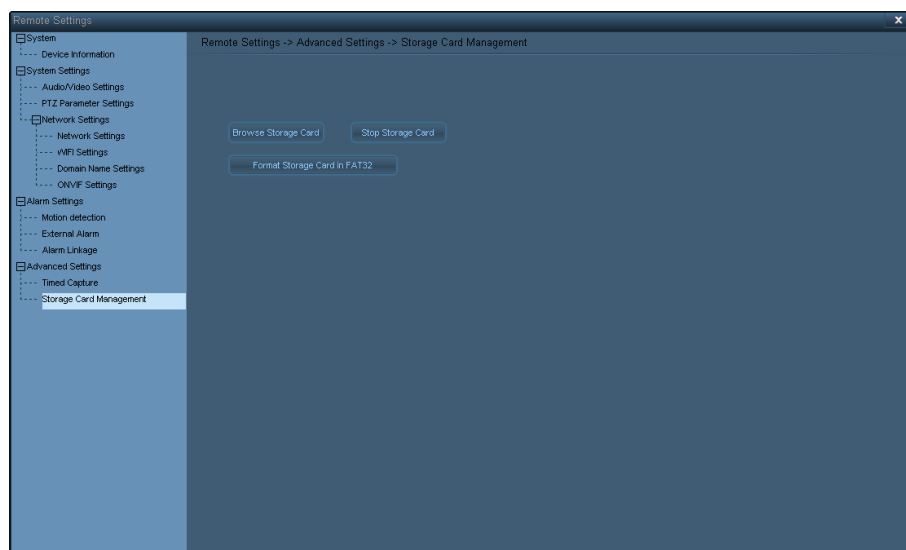 Remote Settings
x
System
Device Information
System Settings
Audio/Video Settings
PTZ Parameter Settings
Network Settings
Network Settings
WIFI Settings
Domain Name Settings
ONVIF Settings
Alarm Settings
Motion detection
External Alarm
Alarm Linkage
Advanced Settings
Timed Capture
Storage Card Management
Remote Settings -> Advanced Settings -> Storage Card Management
Browse Storage Card Stop Storage Card
Format Storage Card in FAT32